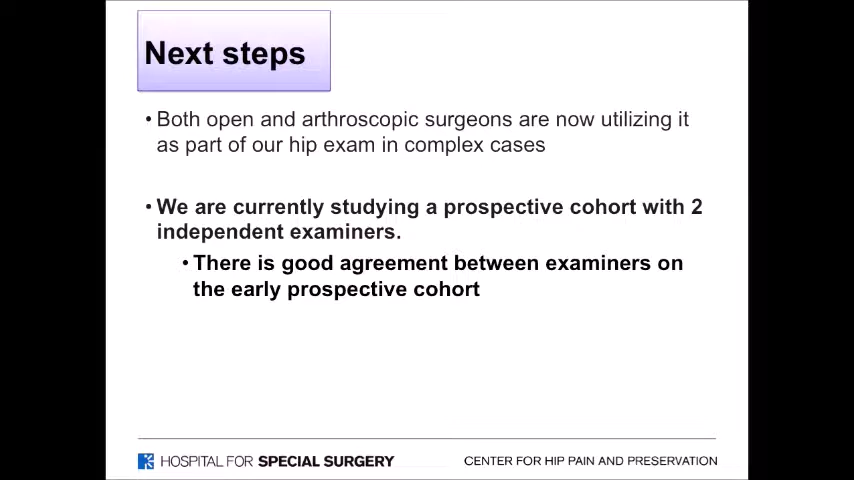 Next steps
• Both open and arthroscopic surgeons are now utilizing it
as part of our hip exam in complex cases
• We are currently studying a prospective cohort with 2
independent examiners.
• There is good agreement between examiners on
the early prospective cohort
HOSPITAL FOR SPECIAL SURGERY
CENTER FOR HIP PAIN AND PRESERVATION